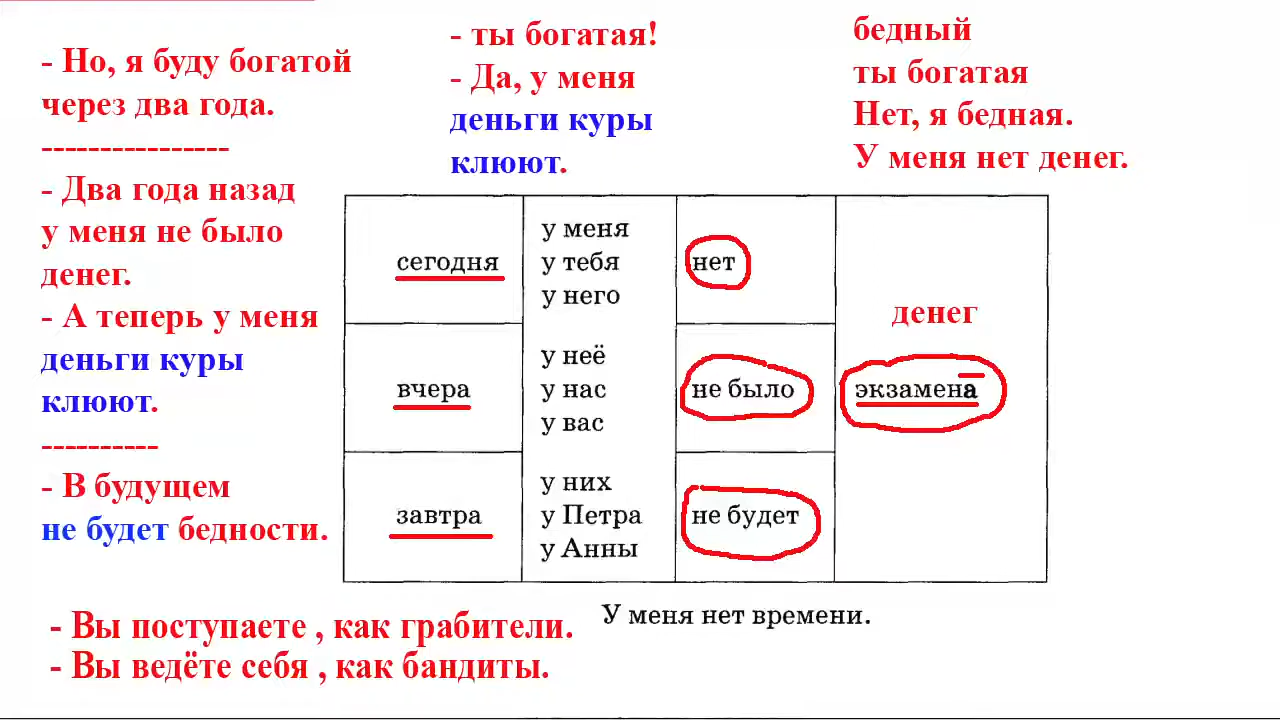 - Но, я буду богатой
через два года.
----------------
- Два года назад
у меня не было
денег.
- А теперь у меня
деньги куры
клюют.
----------
- В будущем
не будет бедности.
- ты богатая!
- Да, у меня
деньги куры
клюют.
бедный
ты богатая
Нет, я бедная.
У меня нет денег.
сегодня
вчера
завтра
у меня
у тебя
у него
у неё
у нас
у вас
у них
у Петра
у Анны
нет
не было
не будет
денег
экзамена
У меня нет времени.
- Вы поступаете , как грабители.
- Вы ведёте себя , как бандиты.